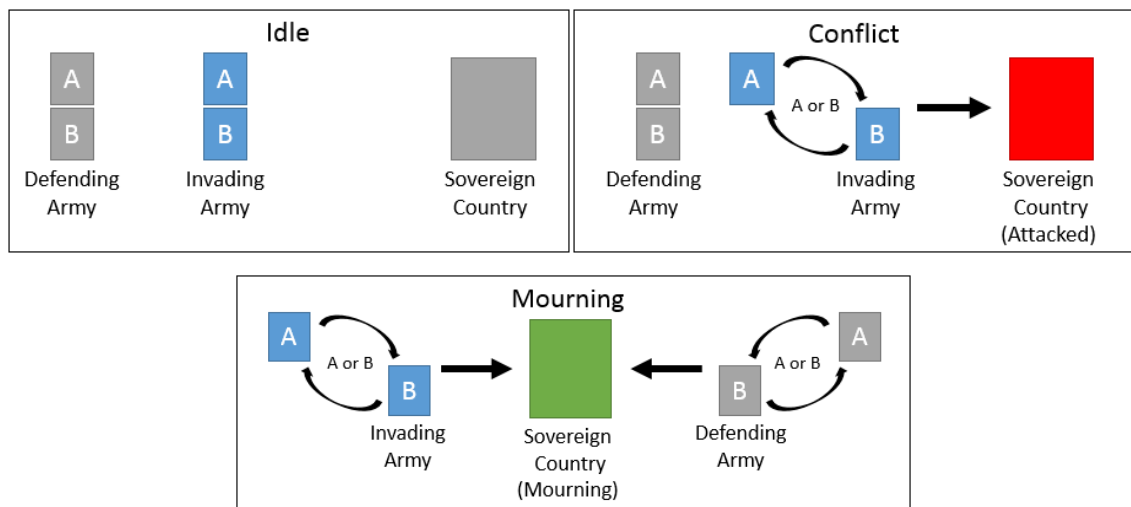 Idle
A
B
Defending
Army
A
B
Invading
Army
Sovereign
Country
Conflict
A
B
Defending
Army
A
A or B
B
Invading
Army
Sovereign
Country
(Attacked)
Mourning
A
A or B
B
Invading
Army
Sovereign
Country
(Mourning)
A
A or B
B
Defending
Army